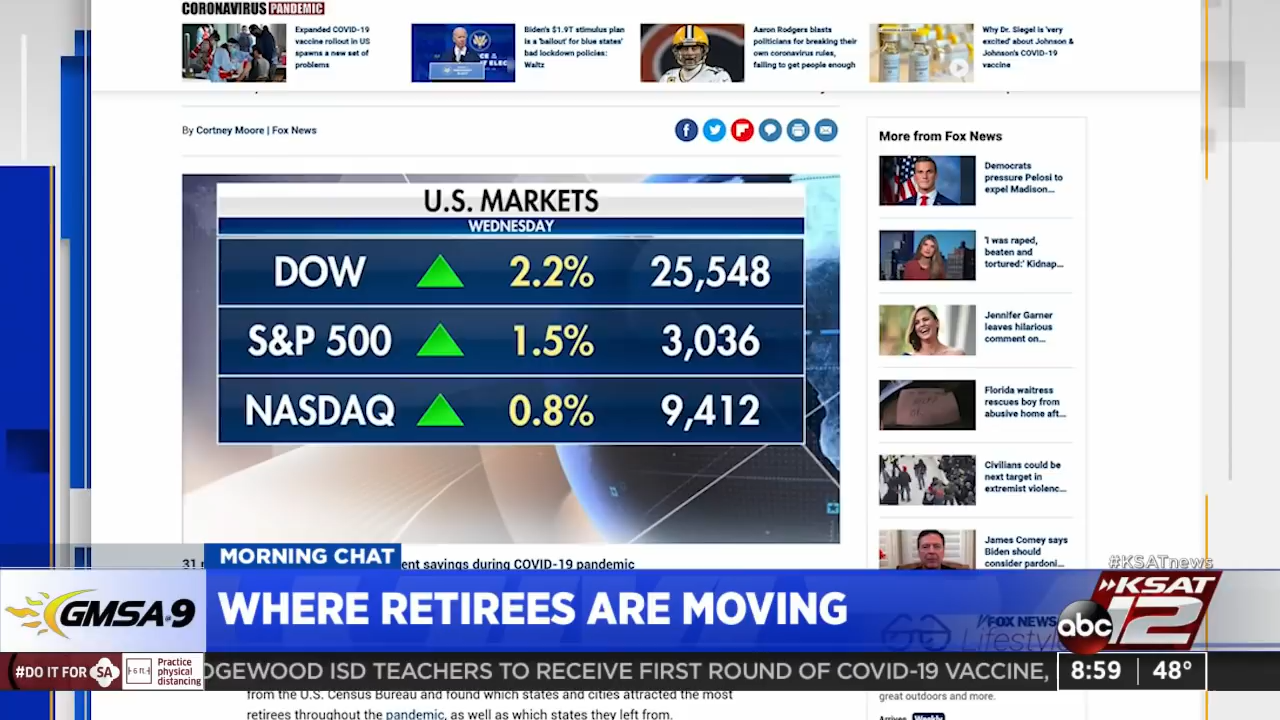 CORONAVIRUS PANDEMIC
Expanded COVID-19
vaccine rollout in US
spawns a new set of
problems
Biden's $1.9T stimulus plan
is a 'bailout' for blue states'
bad lockdown policies:
Waltz
Aaron Rodgers blasts
politicians for breaking their
own coronavirus rules,
failing to get people enough
Why Dr. Siegel is 'very
excited' about Johnson &
Johnson's COVID-19
vaccine
By Cortney Moore | Fox News
U.S. MARKETS
WEDNESDAY
DOW 2.2% 25,548
S&P 500 1.5% 3,036
NASDAQ 0.8% 9,412
More from Fox News
Democrats
pressure Pelosi to
expel Madison...
'I was raped,
beaten and
tortured:' Kidnap...
Jennifer Garner
leaves hilarious
comment on...
Florida waitress
rescues boy from
abusive home aft...
Civilians could be
next target in
extremist violenc...
James Comey says
Biden should
consider pardoni...
31 ent savings during COVID-19 pandemic
MORNING CHAT
#KSATnews
GMSA@9
WHERE RETIREES ARE MOVING
FOX NEWS
Lifestyle
abc
KSAT
12
#DO IT FOR SA
6 ft
Practice
physical
distancing
DGEWOOD ISD TEACHERS TO RECEIVE FIRST ROUND OF COVID-19 VACCINE,
8:59 48°
from the U.S. Census Bureau and found which states and cities attracted the most
retirees throughout the pandemic, as well as which states they left from.
great outdoors and more.
Arrives Weekly